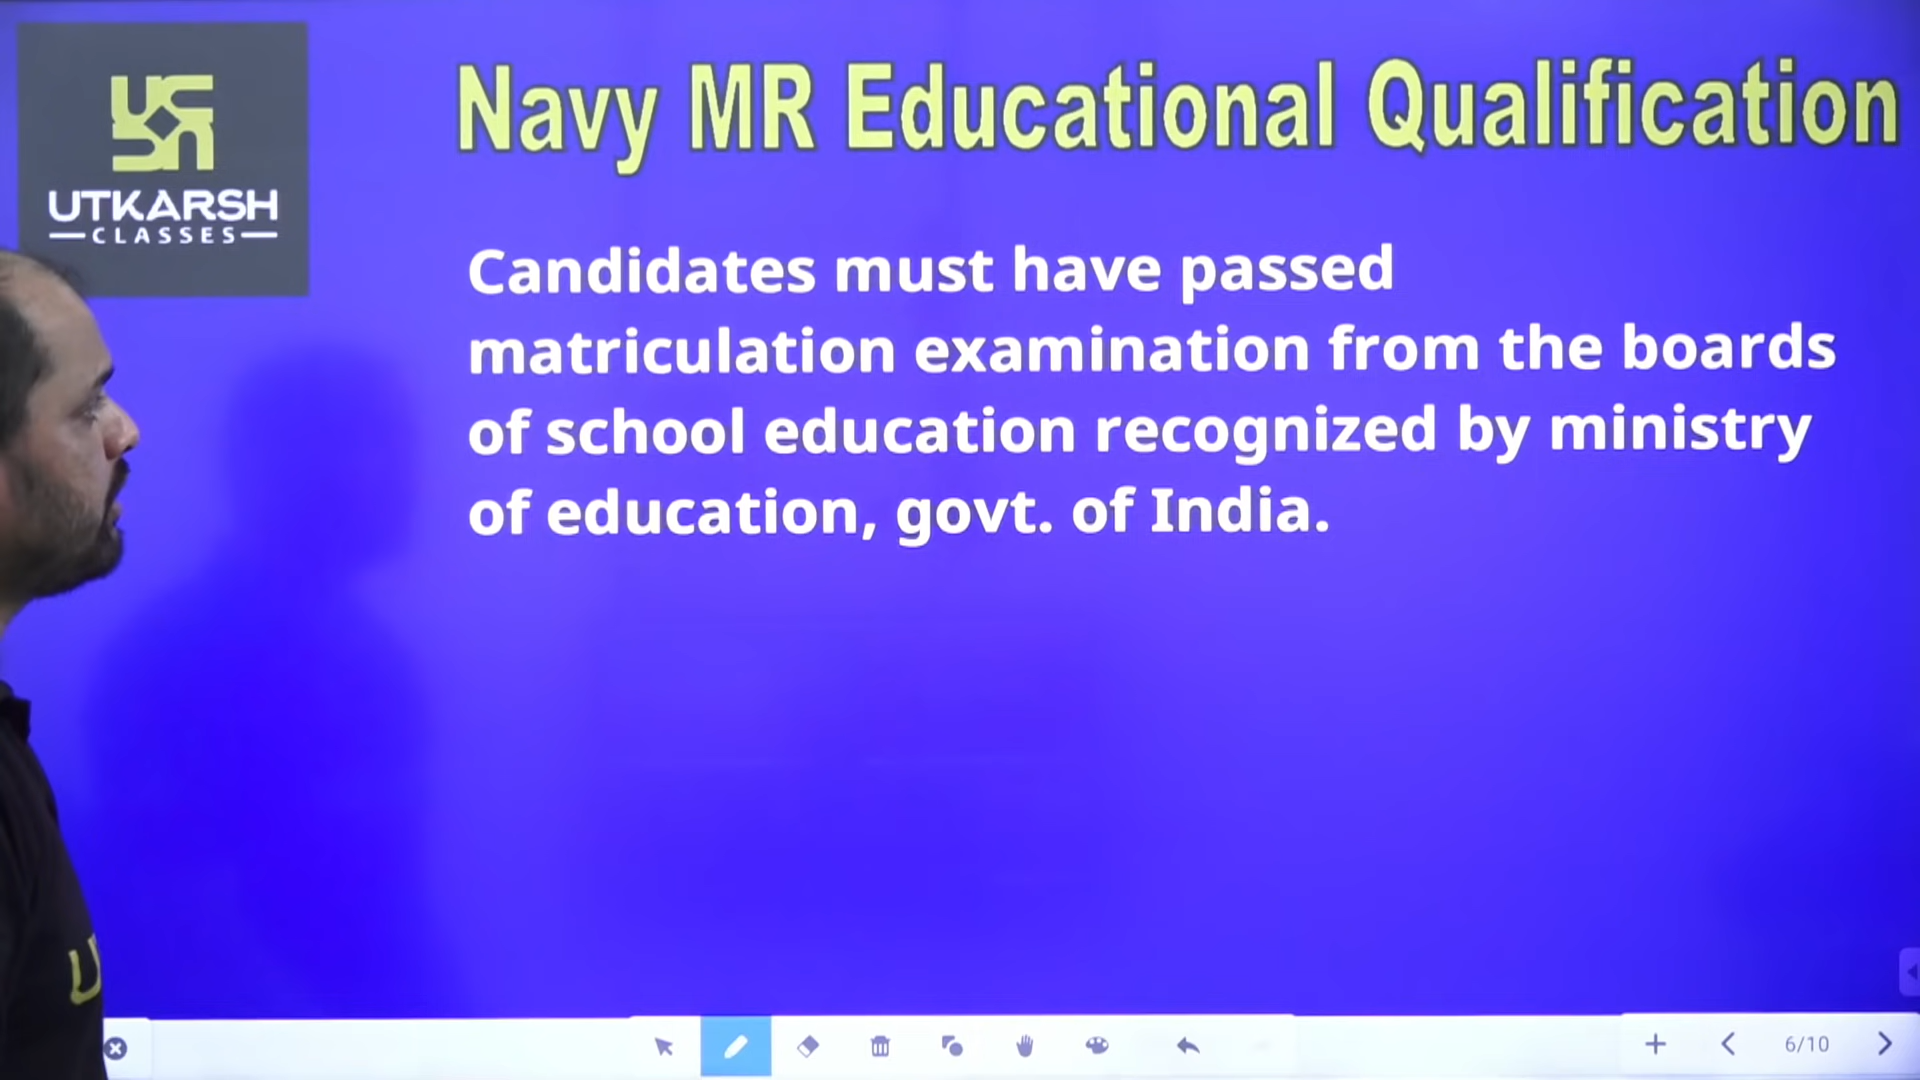 UTKARSH
CLASSES
Navy MR Educational Qualification
Candidates must have passed
matriculation examination from the boards
of school education recognized by ministry
of education, govt. of India.
U
6/10